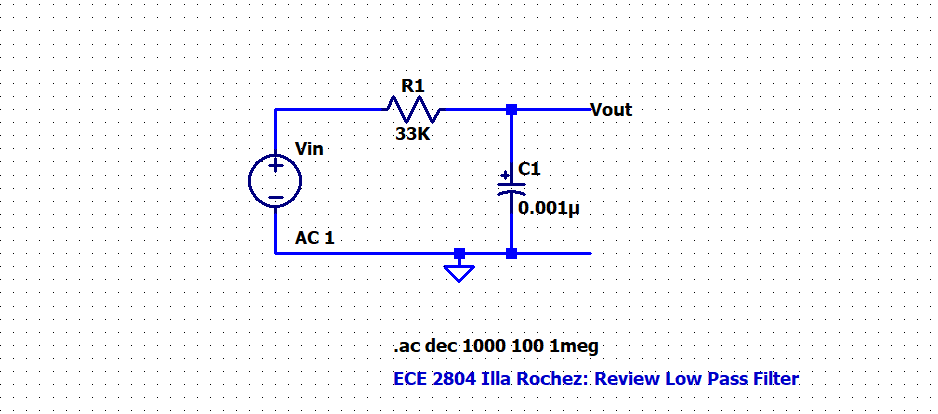 R1
33K
Vout
Vin
C1
0.001µ
AC 1
.ac dec 1000 100 1meg
ECE 2804 Illa Rochez: Review Low Pass Filter